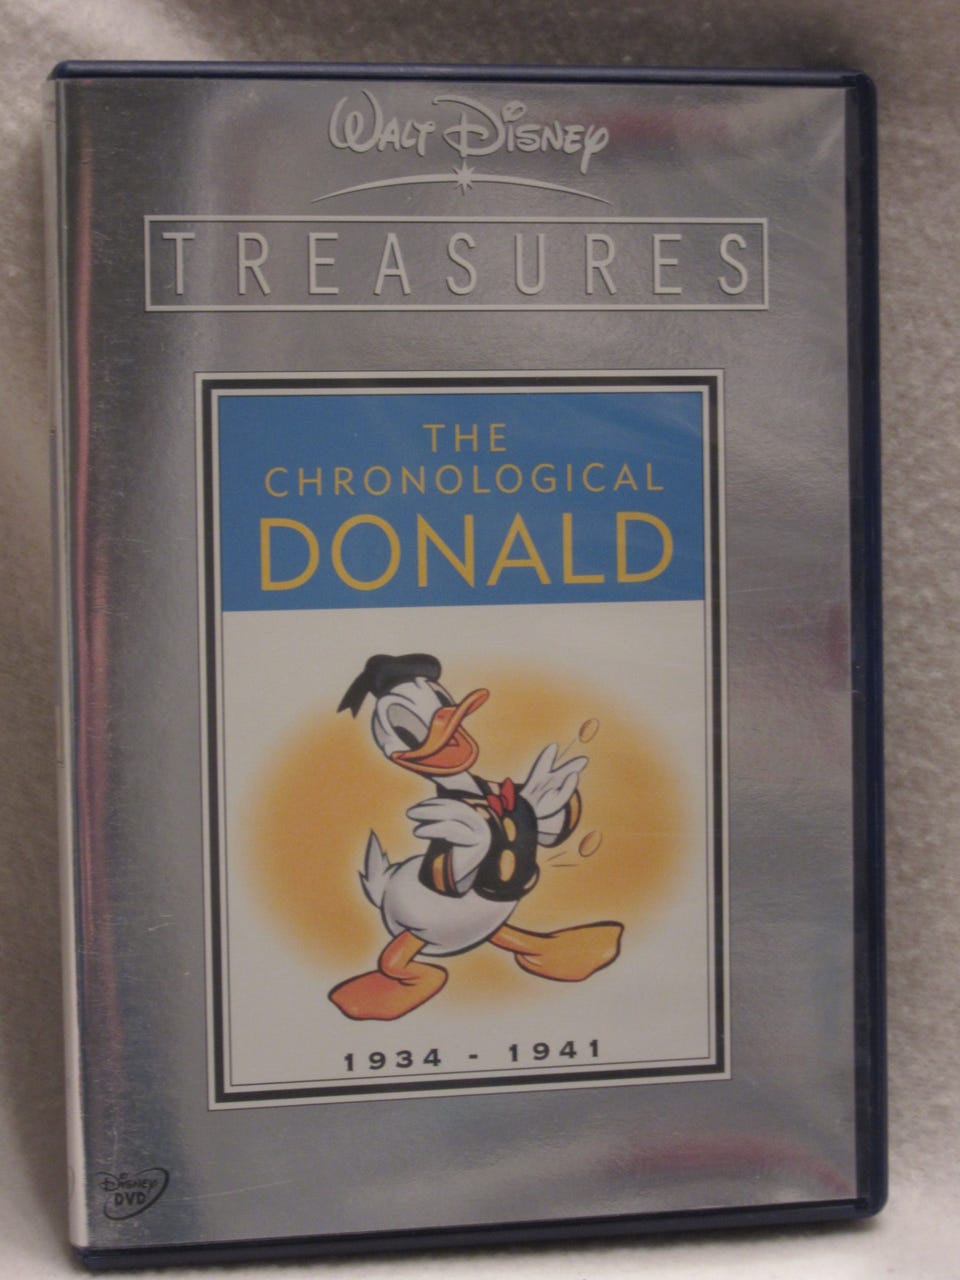 WALT DISNEY
TREASURES
THE
CHRONOLOGICAL
DONALD
1934 - 1941
DISNEY
DVD